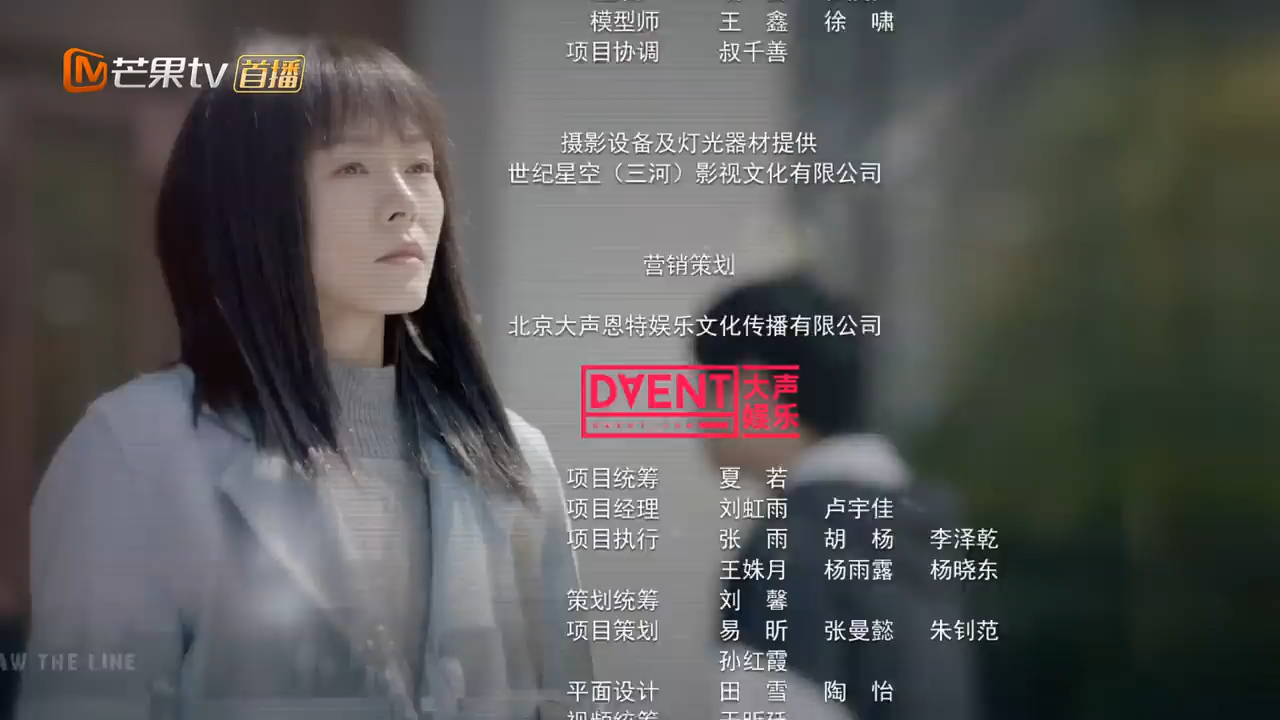 模型师 王 鑫 徐 啸
项目协调 叔千善
芒果tv 首播
摄影设备及灯光器材提供
世纪星空（三河）影视文化有限公司
营销策划
北京大声恩特娱乐文化传播有限公司
DAENT 大声
娱乐
项目统筹 夏 若
项目经理 刘虹雨 卢宇佳
项目执行 张 雨 胡 杨 李泽乾
王姝月 杨雨露 杨晓东
策划统筹 刘 馨
项目策划 易 昕 张曼懿 朱钊范
孙红霞
AW THE LINE
平面设计 田 雪 陶 怡
视频统筹